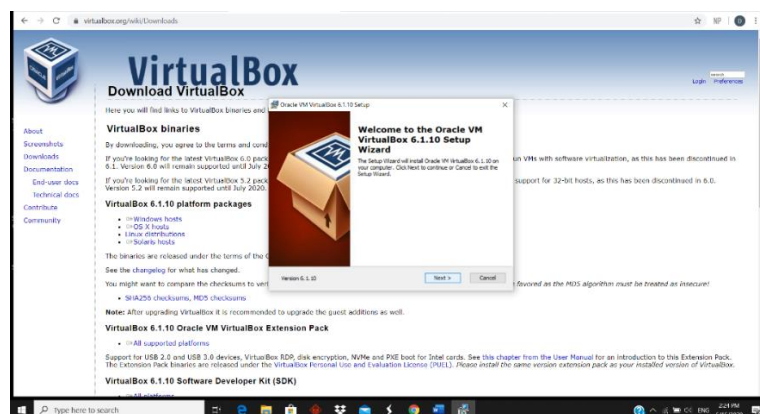 virtualbox.org/wiki/Downloads
VirtualBox
search
Login Preferences
Download VirtualBox
Here you will find links to VirtualBox binaries and
About
Screenshots
Downloads
Documentation
End-user docs
Technical docs
Contribute
Community
VirtualBox binaries
By downloading, you agree to the terms and cond
If you're looking for the latest VirtualBox 6.0 pack
un VMs with software virtualization, as this has been discontinued in
6.1. Version 6.0 will remain supported until July 2
If you're looking for the latest VirtualBox 5.2 pack
support for 32-bit hosts, as this has been discontinued in 6.0.
Version 5.2 will remain supported until July 2020.
VirtualBox 6.1.10 platform packages
Windows hosts
OS X hosts
Linux distributions
Solaris hosts
The binaries are released under the terms of the
See the changelog for what has changed.
You might want to compare the checksums to ver
favored as the MD5 algorithm must be treated as insecure!
SHA256 checksums, MD5 checksums
Note: After upgrading VirtualBox it is recommended to upgrade the guest additions as well.
VirtualBox 6.1.10 Oracle VM VirtualBox Extension Pack
All supported platforms
Support for USB 2.0 and USB 3.0 devices, VirtualBox RDP, disk encryption, NVMe and PXE boot for Intel cards. See this chapter from the User Manual for an introduction to this Extension Pack.
The Extension Pack binaries are released under the VirtualBox Personal Use and Evaluation License (PUEL). Please install the same version extension pack as your installed version of VirtualBox.
VirtualBox 6.1.10 Software Developer Kit (SDK)
All platforms
Oracle VM VirtualBox 6.1.10 Setup
Welcome to the Oracle VM
VirtualBox 6.1.10 Setup
Wizard
The Setup Wizard will install Oracle VM VirtualBox 6.1.10 on
your computer. Click Next to continue or Cancel to exit the
Setup Wizard.
Version 6.1.10
Next >
Cancel
Type here to search
ENG
2:21 PM